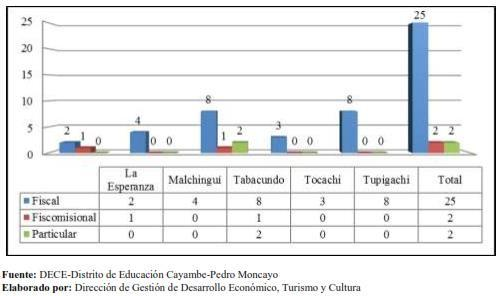 25
20
15
10
5
0
2 1 0 4 0 0 8 1 2 3 0 0 8 0 0 25 2 2
La Esperanza Malchingui Tabacundo Tocachi Tupigachi Total
Fiscal 2 4 8 3 8 25
Fiscomisional 1 0 1 0 0 2
Particular 0 0 2 0 0 2
Fuente: DECE-Distrito de Educación Cayambe-Pedro Moncayo
Elaborado por: Dirección de Gestión de Desarrollo Económico, Turismo y Cultura